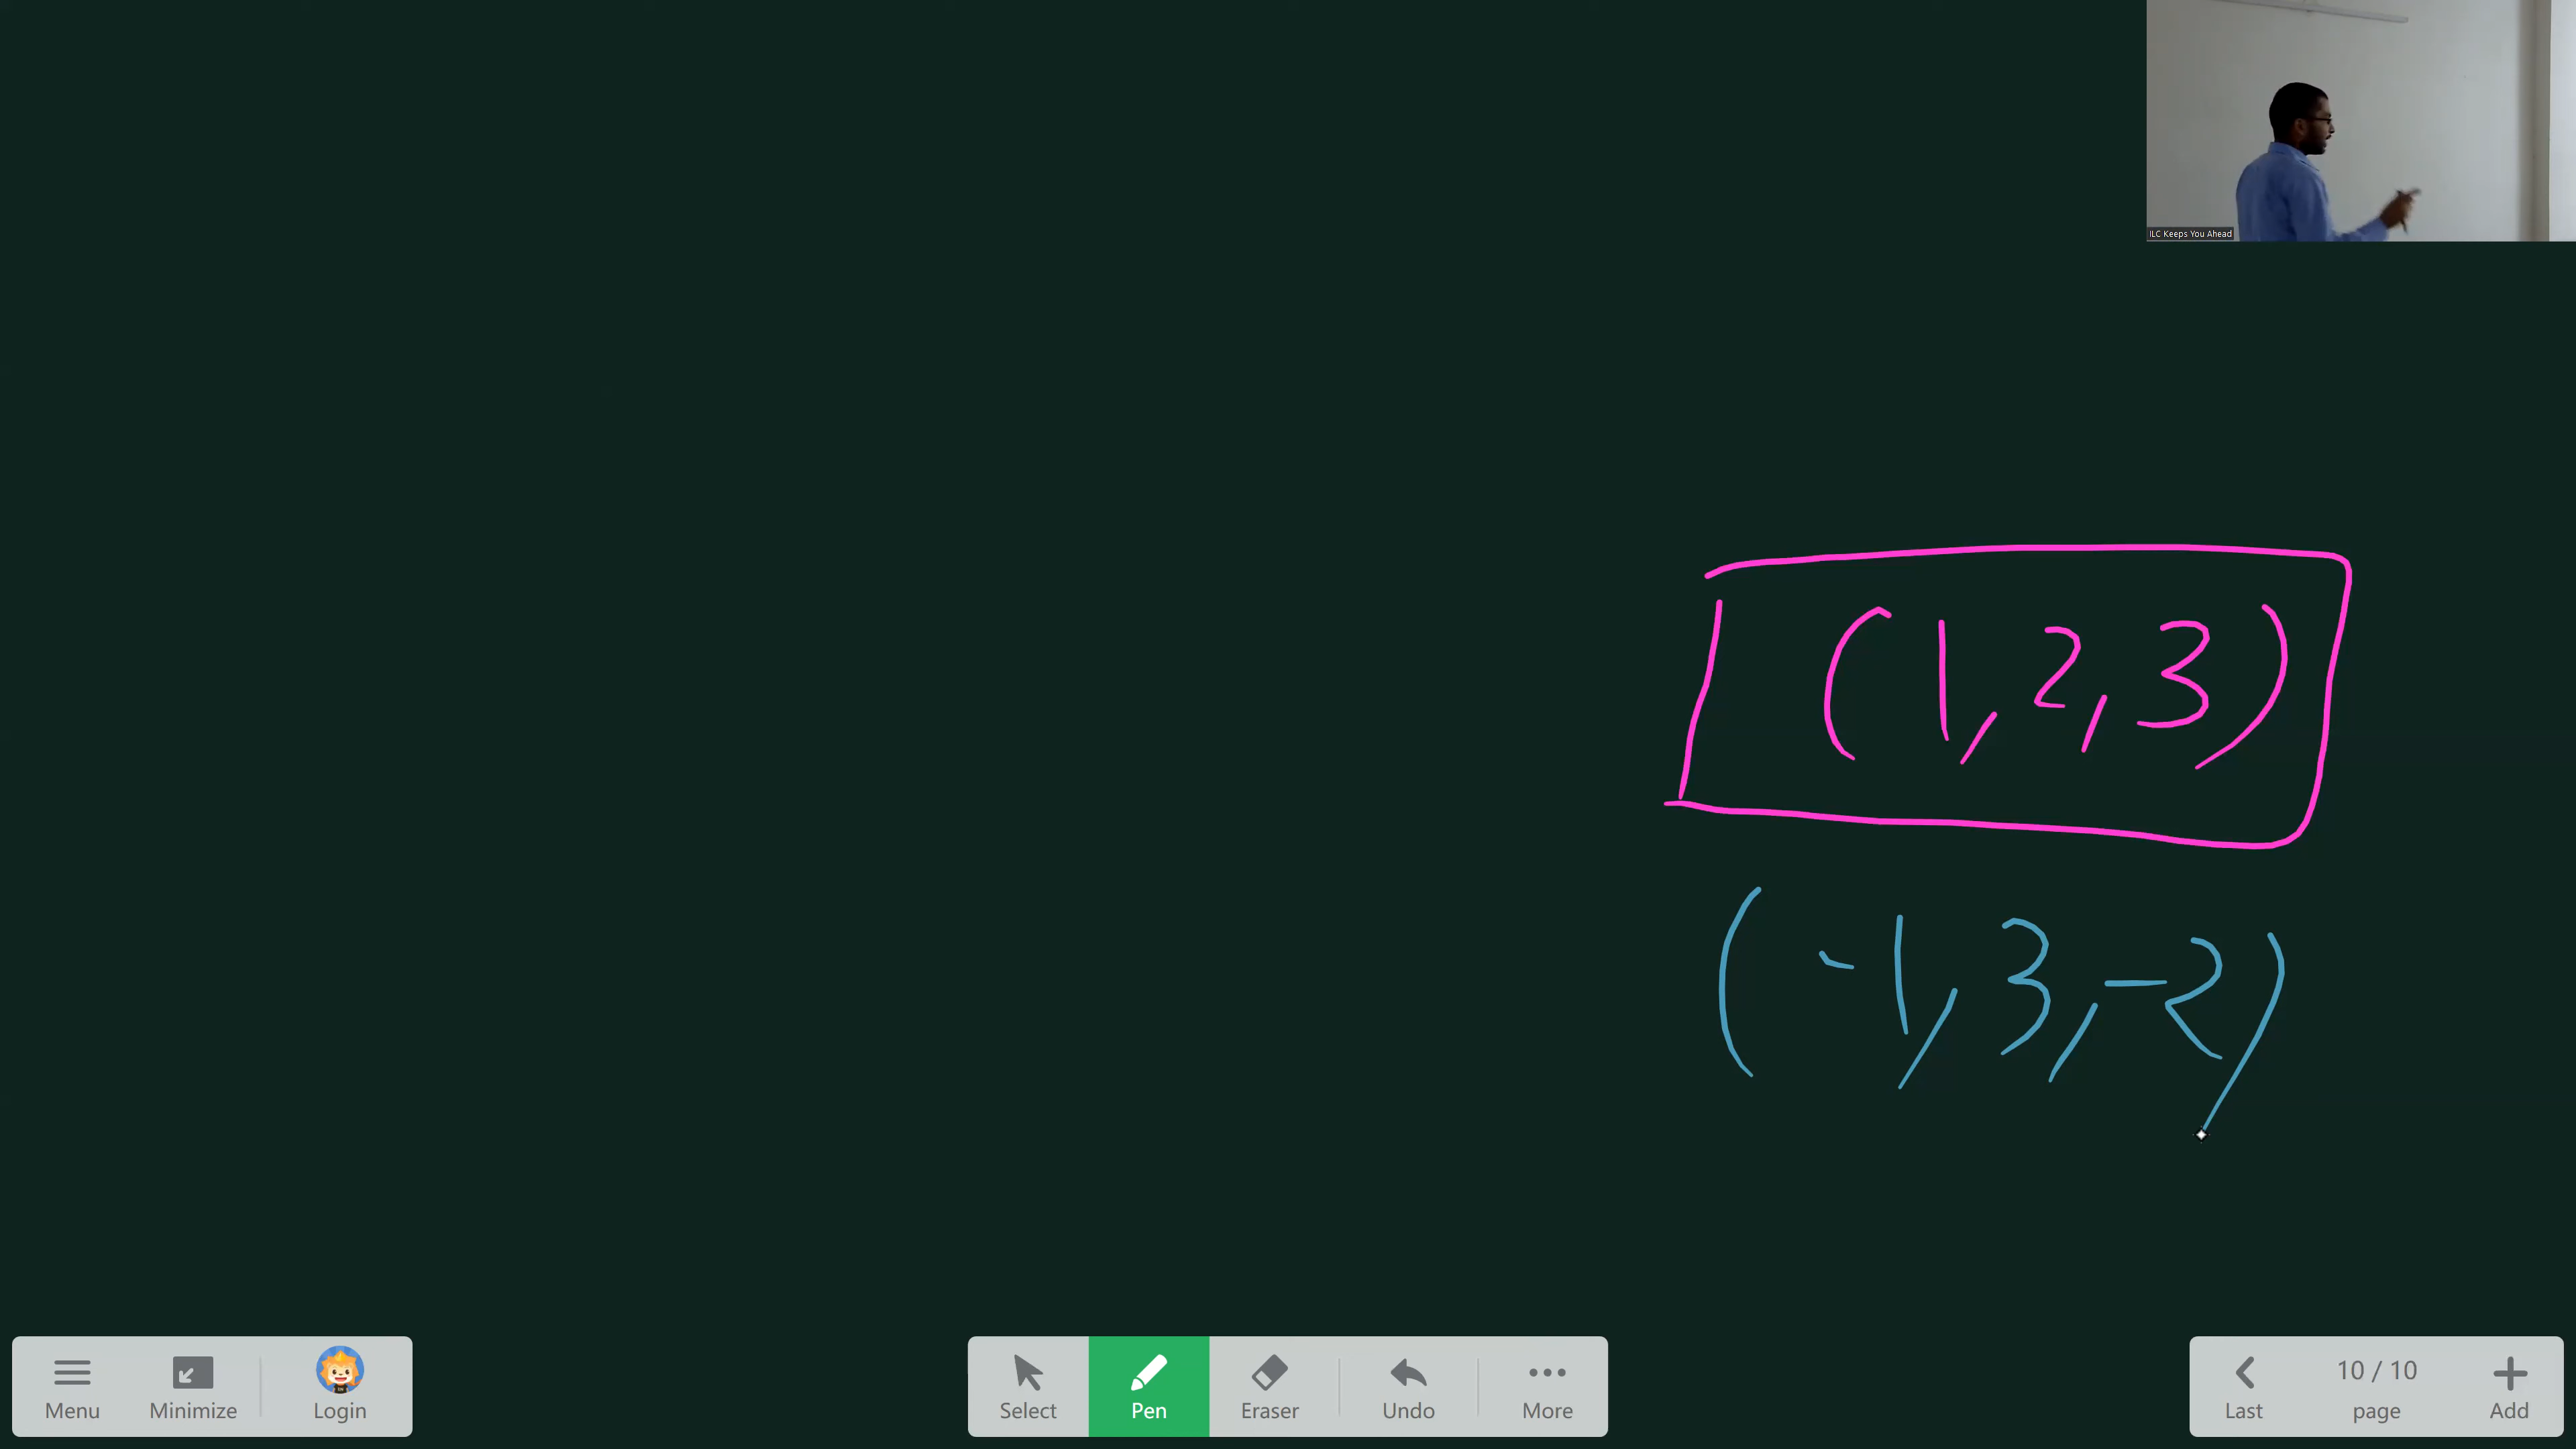 ILC Keeps You Ahead
(1, 2, 3)
(-1, 3, -2)
Menu Minimize Login Select Pen Eraser Undo More Last 10 / 10 page Add